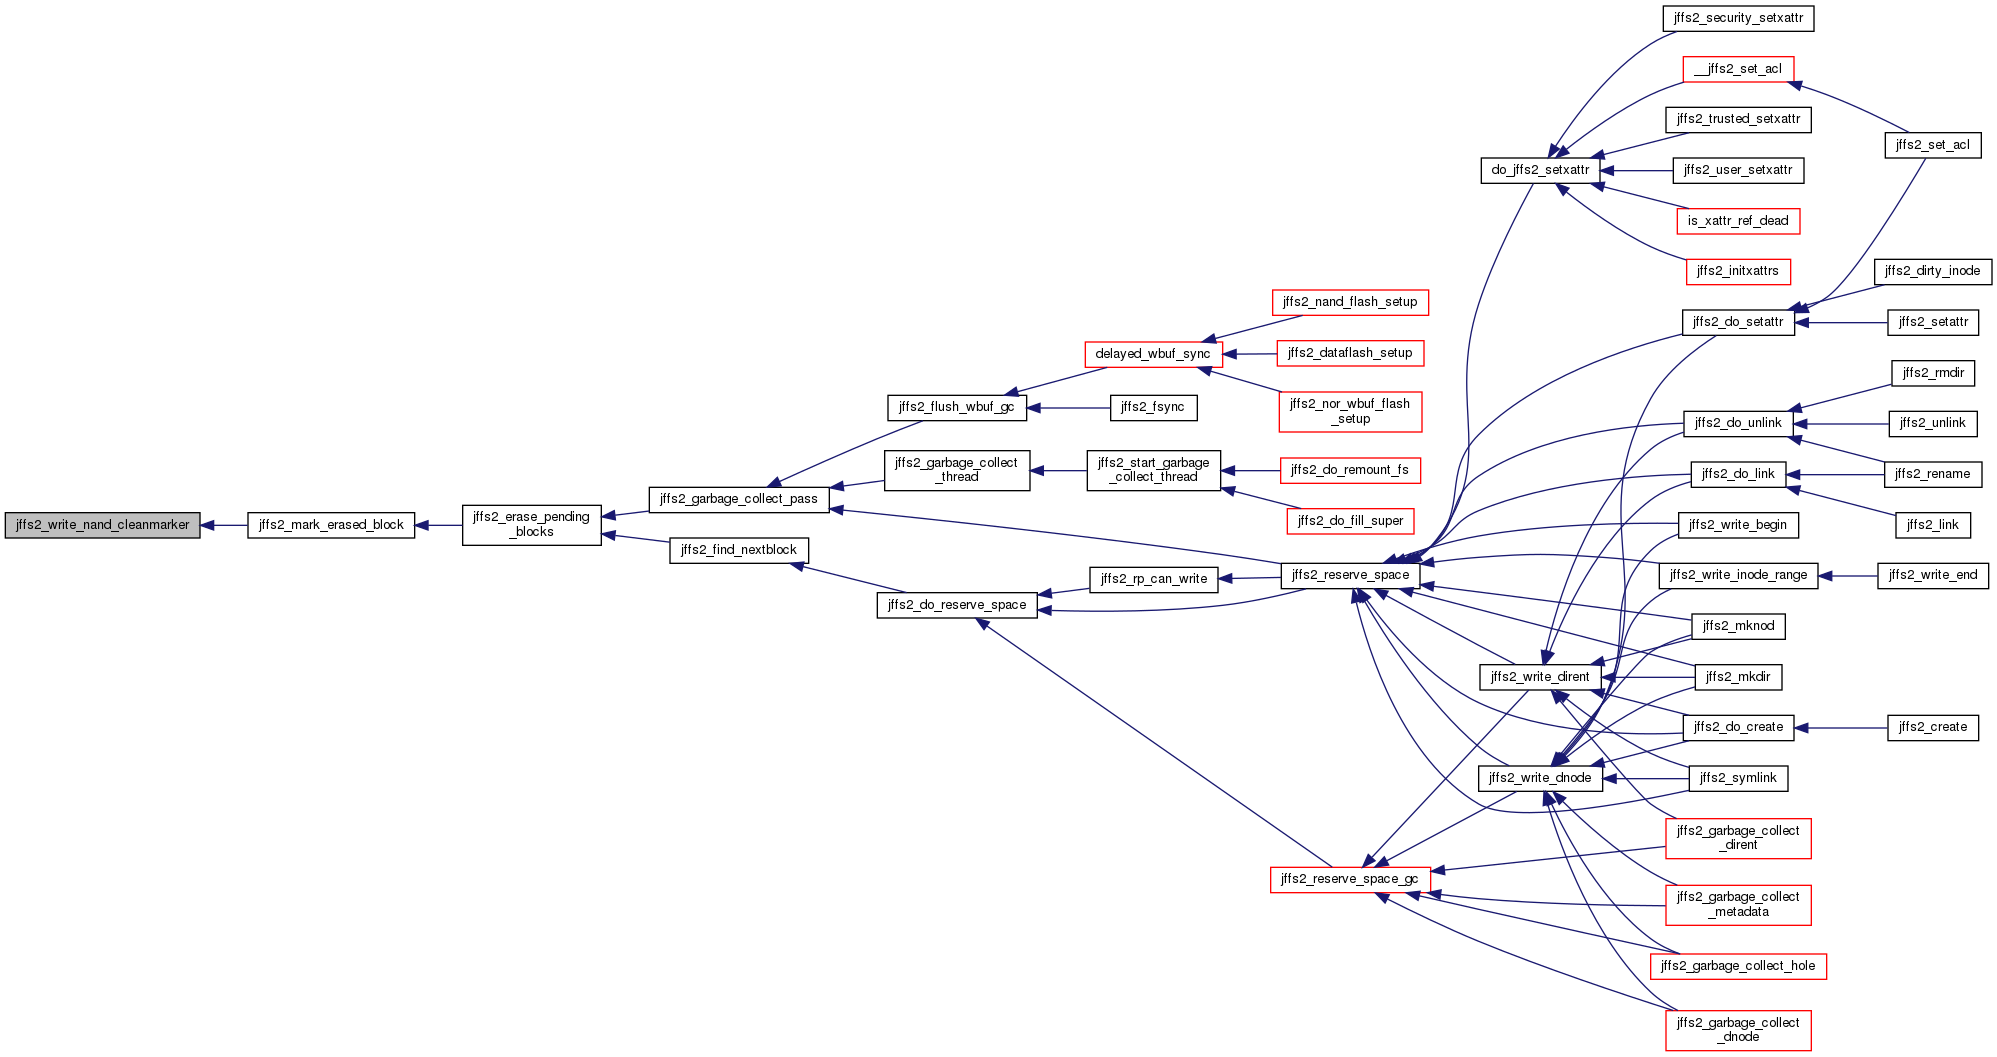 jffs2_write_nand_cleanmarker
jffs2_mark_erased_block
jffs2_erase_pending
_blocks
jffs2_garbage_collect_pass
jffs2_find_nextblock
jffs2_flush_wbuf_gc
jffs2_garbage_collect
_thread
jffs2_do_reserve_space
delayed_wbuf_sync
jffs2_fsync
jffs2_start_garbage
_collect_thread
jffs2_rp_can_write
jffs2_nand_flash_setup
jffs2_dataflash_setup
jffs2_nor_wbuf_flash
_setup
jffs2_do_remount_fs
jffs2_do_fill_super
jffs2_reserve_space
jffs2_reserve_space_gc
do_jffs2_setxattr
jffs2_write_dirent
jffs2_write_dnode
jffs2_security_setxattr
__jffs2_set_acl
jffs2_trusted_setxattr
jffs2_user_setxattr
is_xattr_ref_dead
jffs2_initxattrs
jffs2_do_setattr
jffs2_do_unlink
jffs2_do_link
jffs2_write_begin
jffs2_write_inode_range
jffs2_mknod
jffs2_mkdir
jffs2_do_create
jffs2_symlink
jffs2_garbage_collect
_dirent
jffs2_garbage_collect
_metadata
jffs2_garbage_collect_hole
jffs2_garbage_collect
_dnode
jffs2_set_acl
jffs2_dirty_inode
jffs2_setattr
jffs2_rmdir
jffs2_unlink
jffs2_rename
jffs2_link
jffs2_write_end
jffs2_create